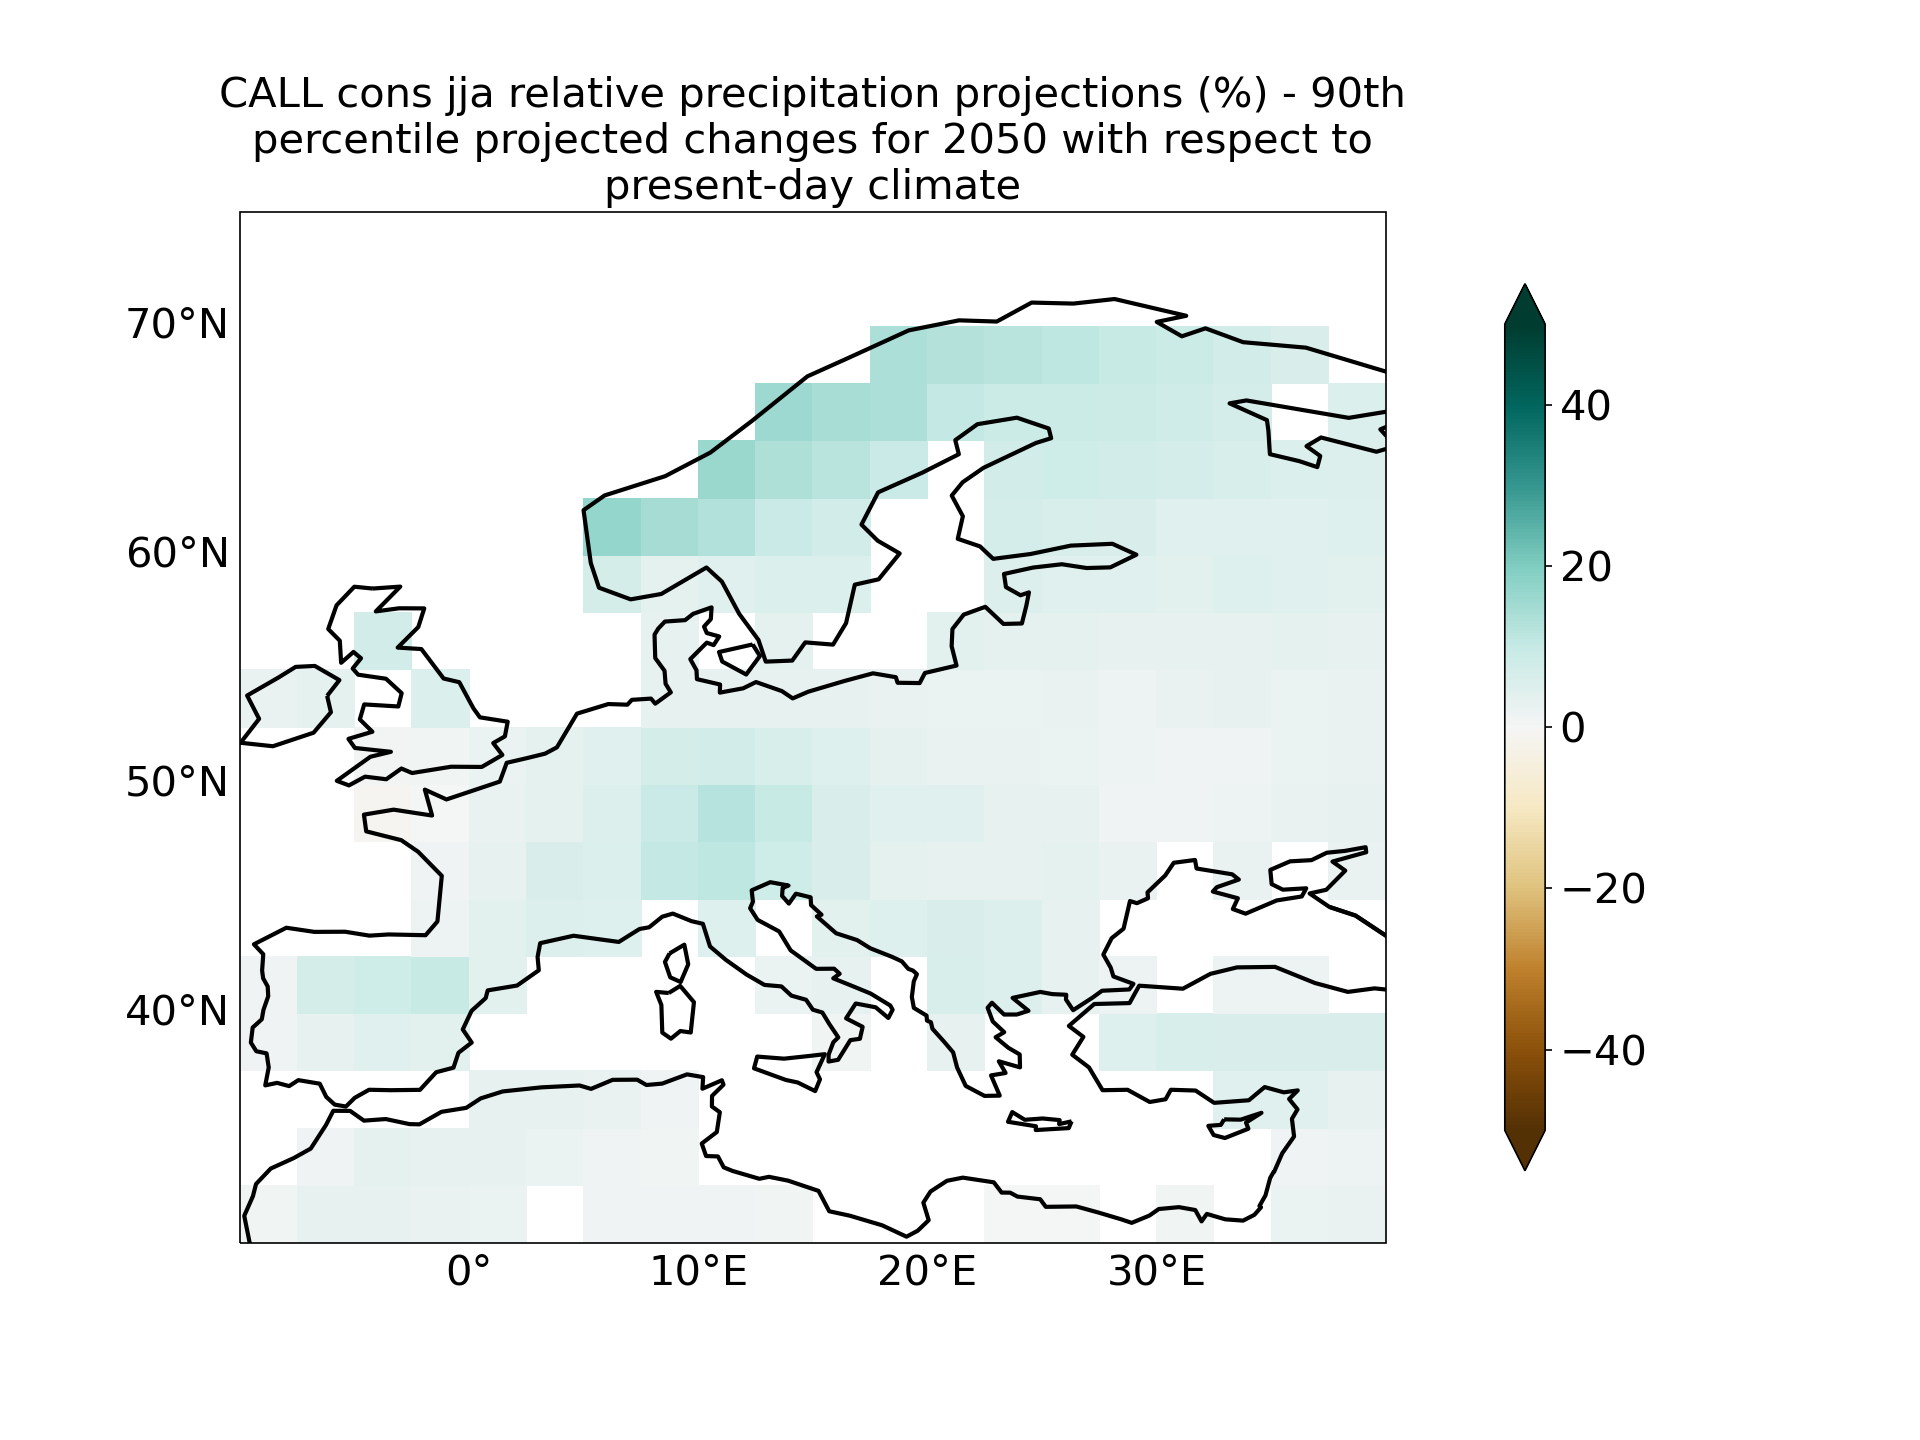 CALL cons jja relative precipitation projections (%) - 90th
percentile projected changes for 2050 with respect to
present-day climate
70°N
60°N
50°N
40°N
0°
10°E
20°E
30°E
40
20
0
−20
−40